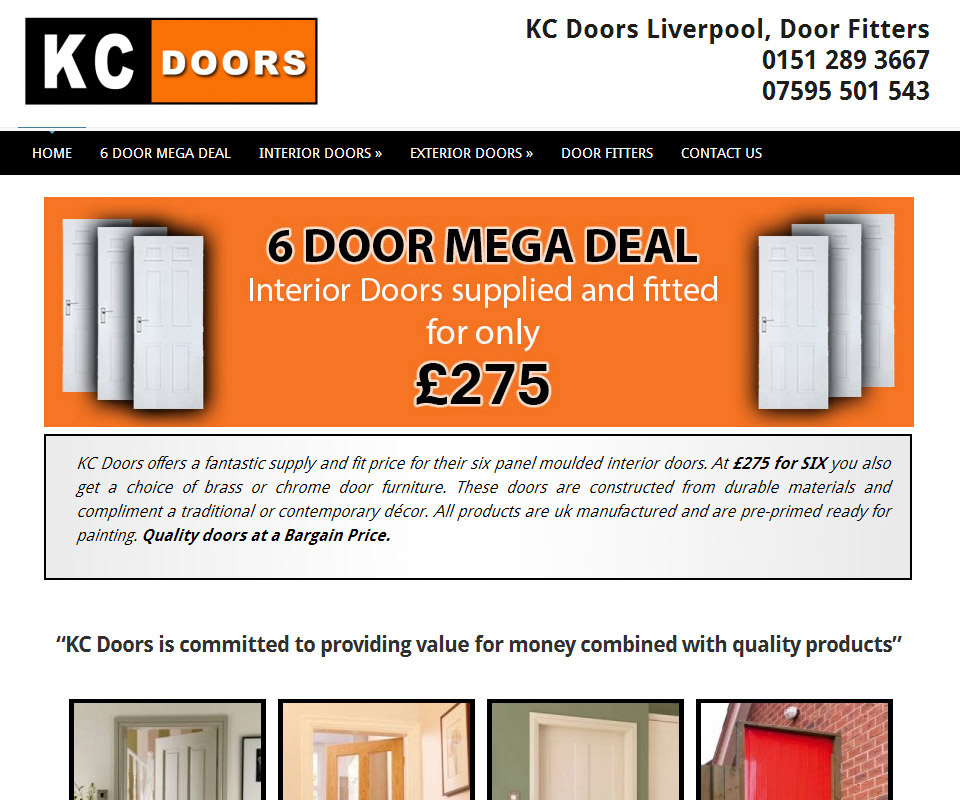 KC DOORS
KC Doors Liverpool, Door Fitters
0151 289 3667
07595 501 543
HOME 6 DOOR MEGA DEAL INTERIOR DOORS » EXTERIOR DOORS » DOOR FITTERS CONTACT US
6 DOOR MEGA DEAL
Interior Doors supplied and fitted
for only
£275
KC Doors offers a fantastic supply and fit price for their six panel moulded interior doors. At £275 for SIX you also
get a choice of brass or chrome door furniture. These doors are constructed from durable materials and
compliment a traditional or contemporary décor. All products are uk manufactured and are pre-primed ready for
painting. Quality doors at a Bargain Price.
“KC Doors is committed to providing value for money combined with quality products”